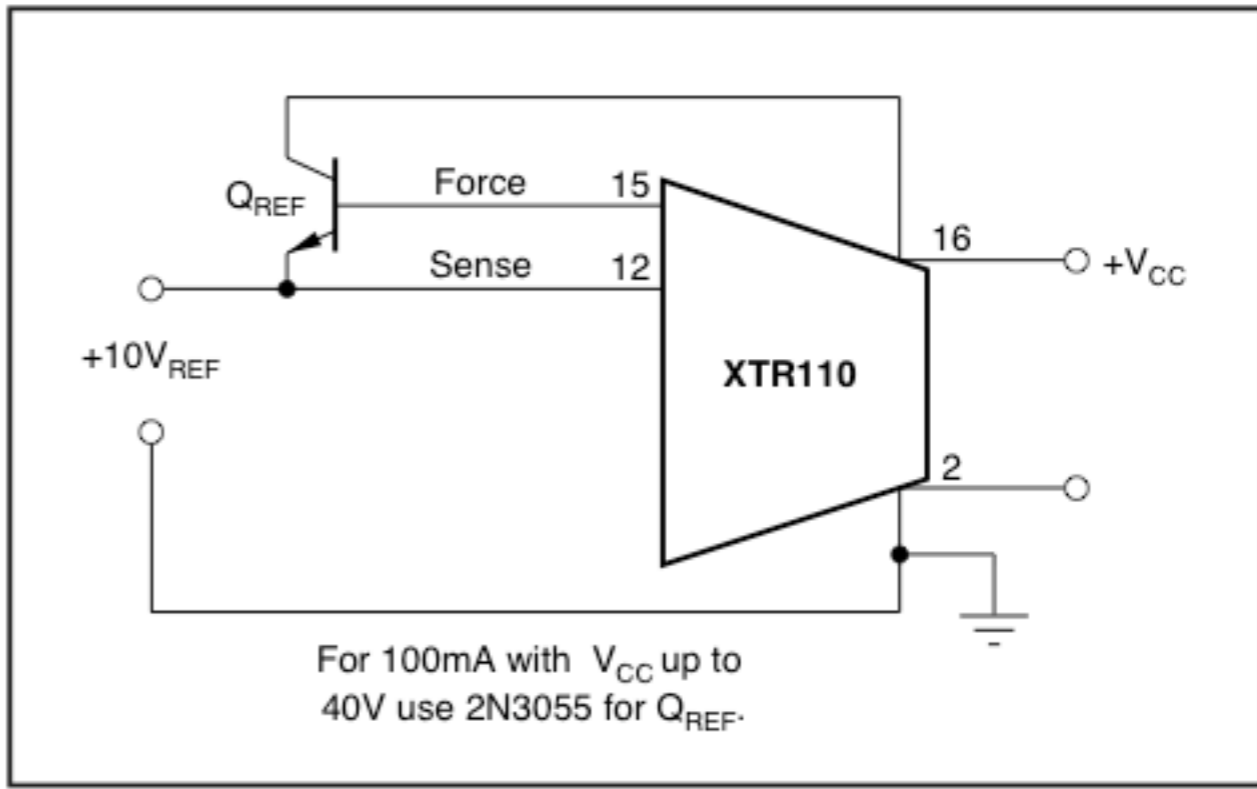 Force
15
Q_REF
Sense
12
16
+V_CC
+10V_REF
XTR110
2
For 100mA with V_CC up to
40V use 2N3055 for Q_REF.